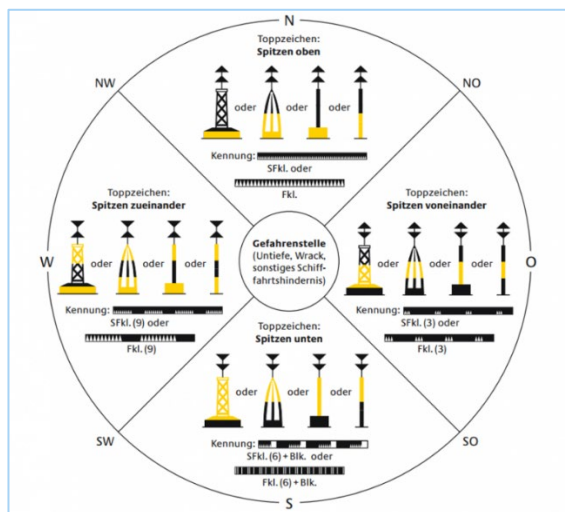 N
Toppzeichen:
Spitzen oben
NW
NO
oder oder oder
Kennung:
SFkl. oder
Fkl.
Toppzeichen:
Spitzen zueinander
Toppzeichen:
Spitzen voneinander
Gefahrenstelle
(Untiefe, Wrack,
sonstiges Schiff-
fahrtshindernis)
W
oder oder oder
O
oder oder oder
Kennung:
SFkl. (9) oder
Fkl. (9)
Kennung:
SFkl. (3) oder
Fkl. (3)
Toppzeichen:
Spitzen unten
oder oder oder
Kennung:
SFkl. (6) + Blk. oder
Fkl. (6) + Blk.
SW
SO
S